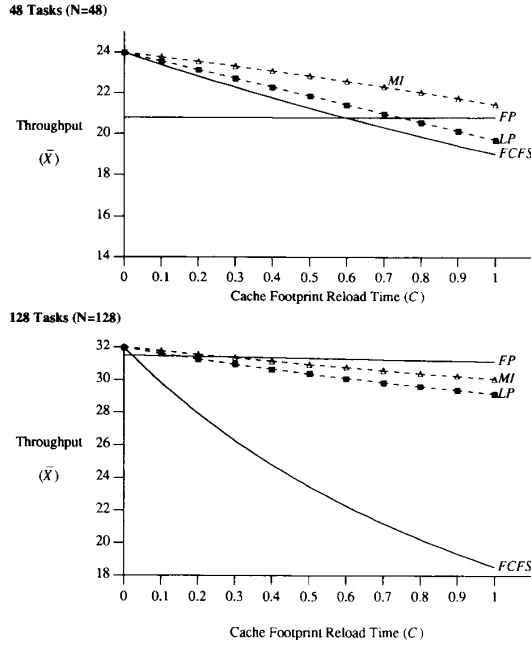 48 Tasks (N=48)
24
22
20
18
16
14
Throughput
(X̄)
MI
FP
LP
FCFS
0 0.1 0.2 0.3 0.4 0.5 0.6 0.7 0.8 0.9 1
Cache Footprint Reload Time (C)
128 Tasks (N=128)
32
30
28
26
24
22
20
18
Throughput
(X̄)
FP
MI
LP
FCFS
0 0.1 0.2 0.3 0.4 0.5 0.6 0.7 0.8 0.9 1
Cache Footprint Reload Time (C)